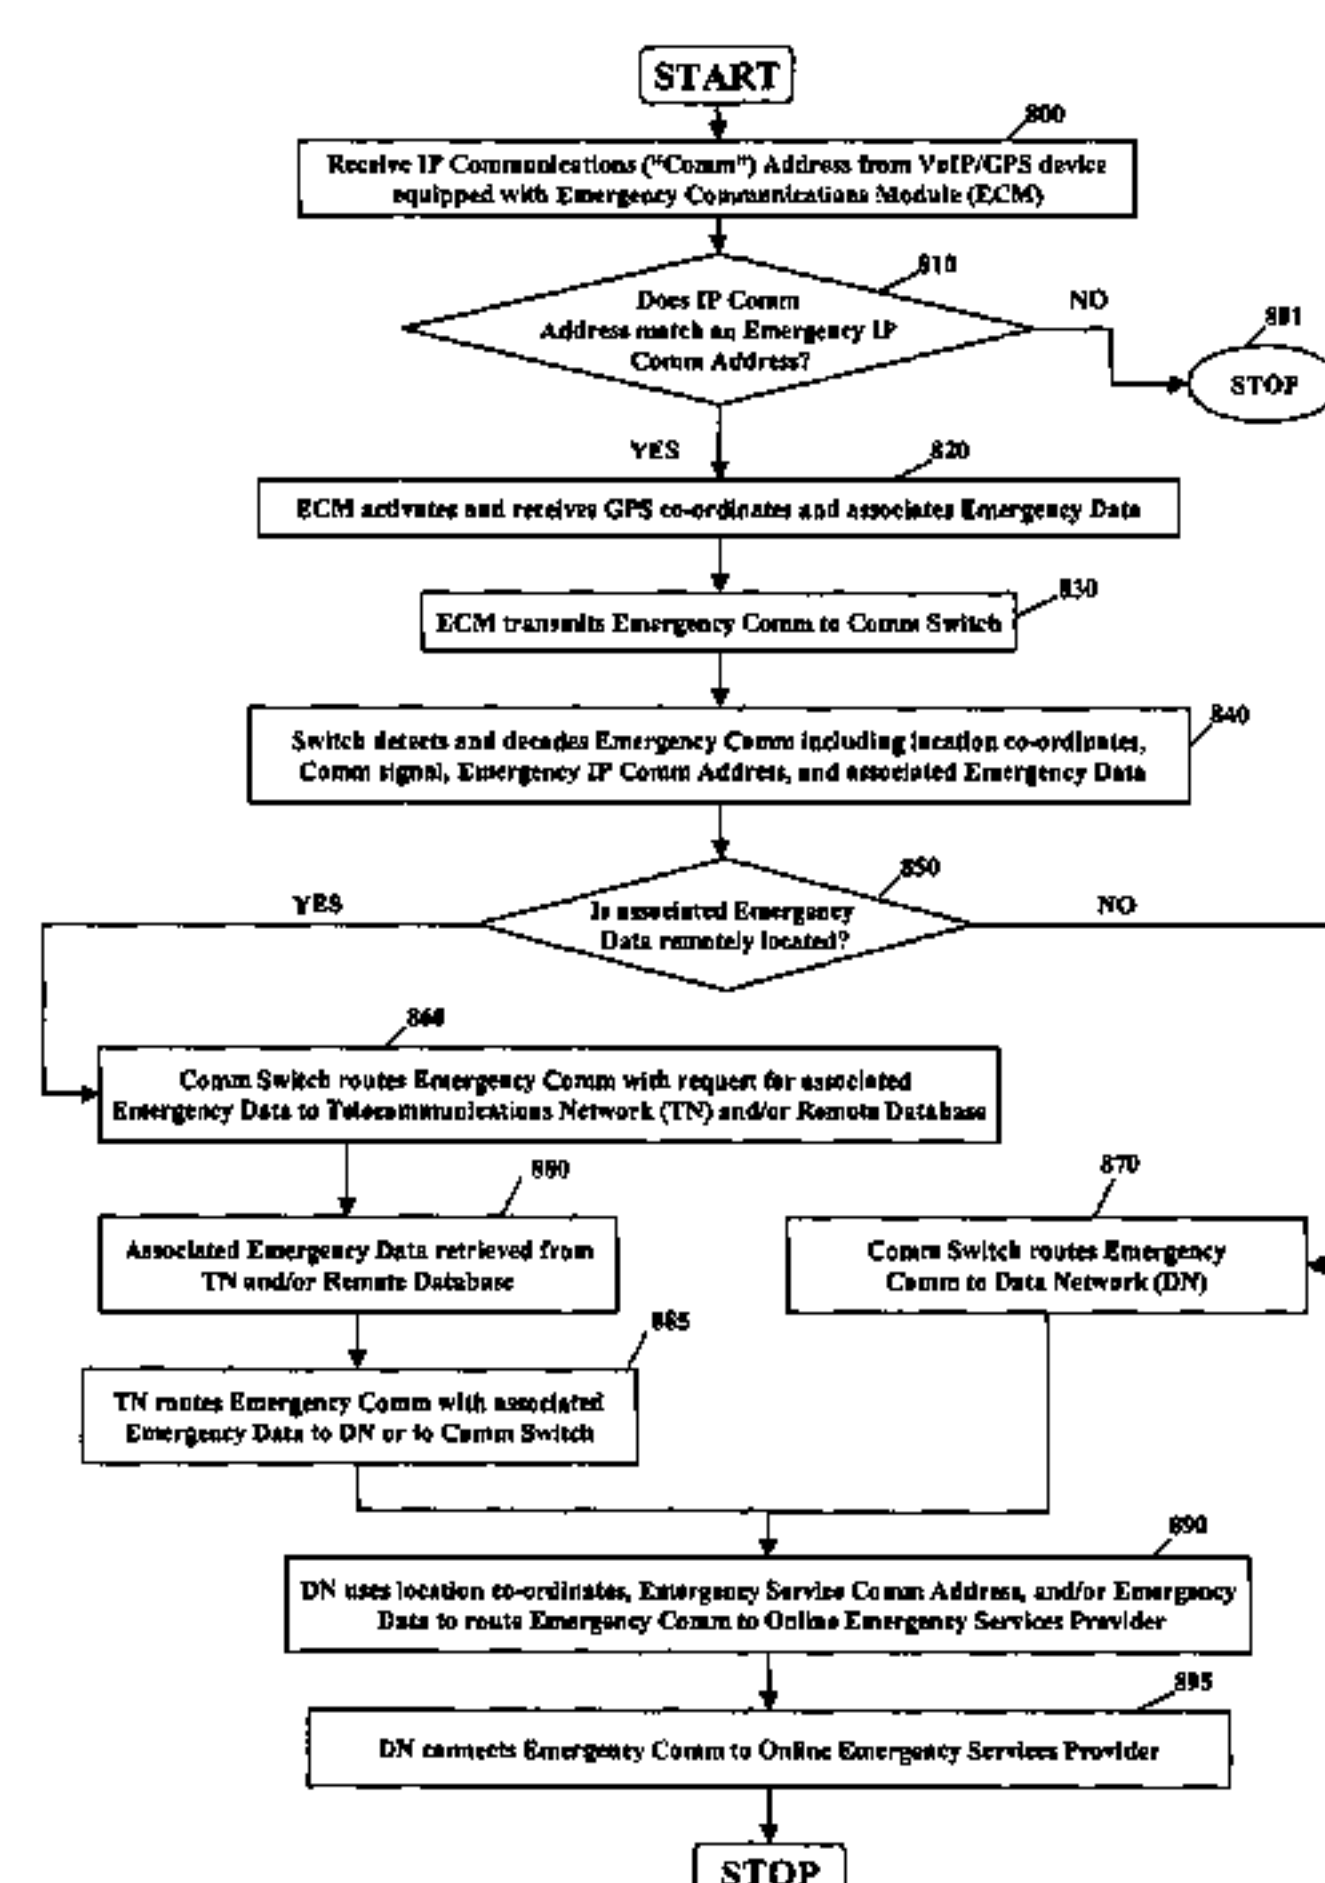 START
800
Receive IP Communications ("Comm") Address from VoIP/GPS device
equipped with Emergency Communications Module (ECM)
810
Does IP Comm
Address match an Emergency IP
Comm Address?
NO
801
STOP
YES
820
ECM activates and receives GPS co-ordinates and associates Emergency Data
830
ECM transmits Emergency Comm to Comm Switch
840
Switch detects and decodes Emergency Comm including location co-ordinates,
Comm signal, Emergency IP Comm Address, and associated Emergency Data
850
YES
Is associated Emergency
Data remotely located?
NO
860
Comm Switch routes Emergency Comm with request for associated
Emergency Data to Telecommunications Network (TN) and/or Remote Database
880
870
Associated Emergency Data retrieved from
TN and/or Remote Database
Comm Switch routes Emergency
Comm to Data Network (DN)
885
TN routes Emergency Comm with associated
Emergency Data to DN or to Comm Switch
890
DN uses location co-ordinates, Emergency Service Comm Address, and/or Emergency
Data to route Emergency Comm to Online Emergency Services Provider
895
DN connects Emergency Comm to Online Emergency Services Provider
STOP